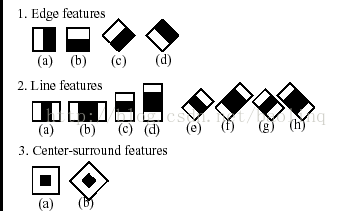 1. Edge features
(a) (b) (c) (d)
2. Line features
(a) (b) (c) (d) (e) (f) (g) (h)
3. Center-surround features
(a) (b)